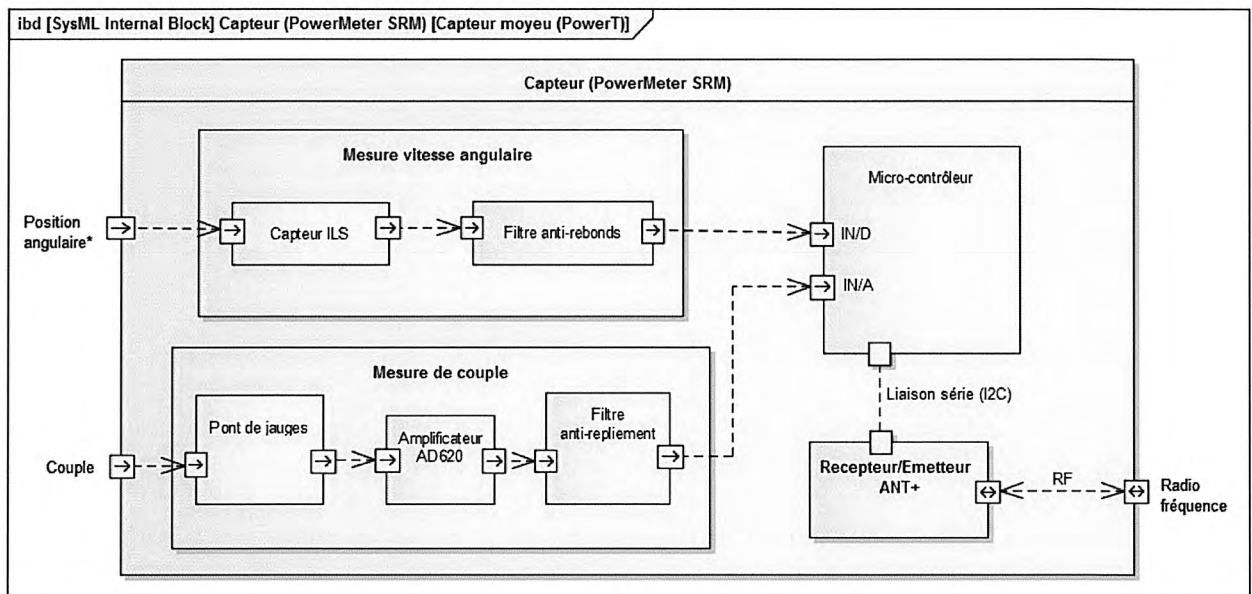 ibd [SysML Internal Block] Capteur (PowerMeter SRM) [Capteur moyeu (PowerT)]
Capteur (PowerMeter SRM)
Mesure vitesse angulaire
Micro-contrôleur
Position
angulaire*
Capteur ILS
Filtre anti-rebonds
IN/D
IN/A
Mesure de couple
Liaison série (I2C)
Pont de jauges
Amplificateur
AD620
Filtre
anti-repliement
Couple
Recepteur/Emetteur
ANT+
RF
Radio
fréquence